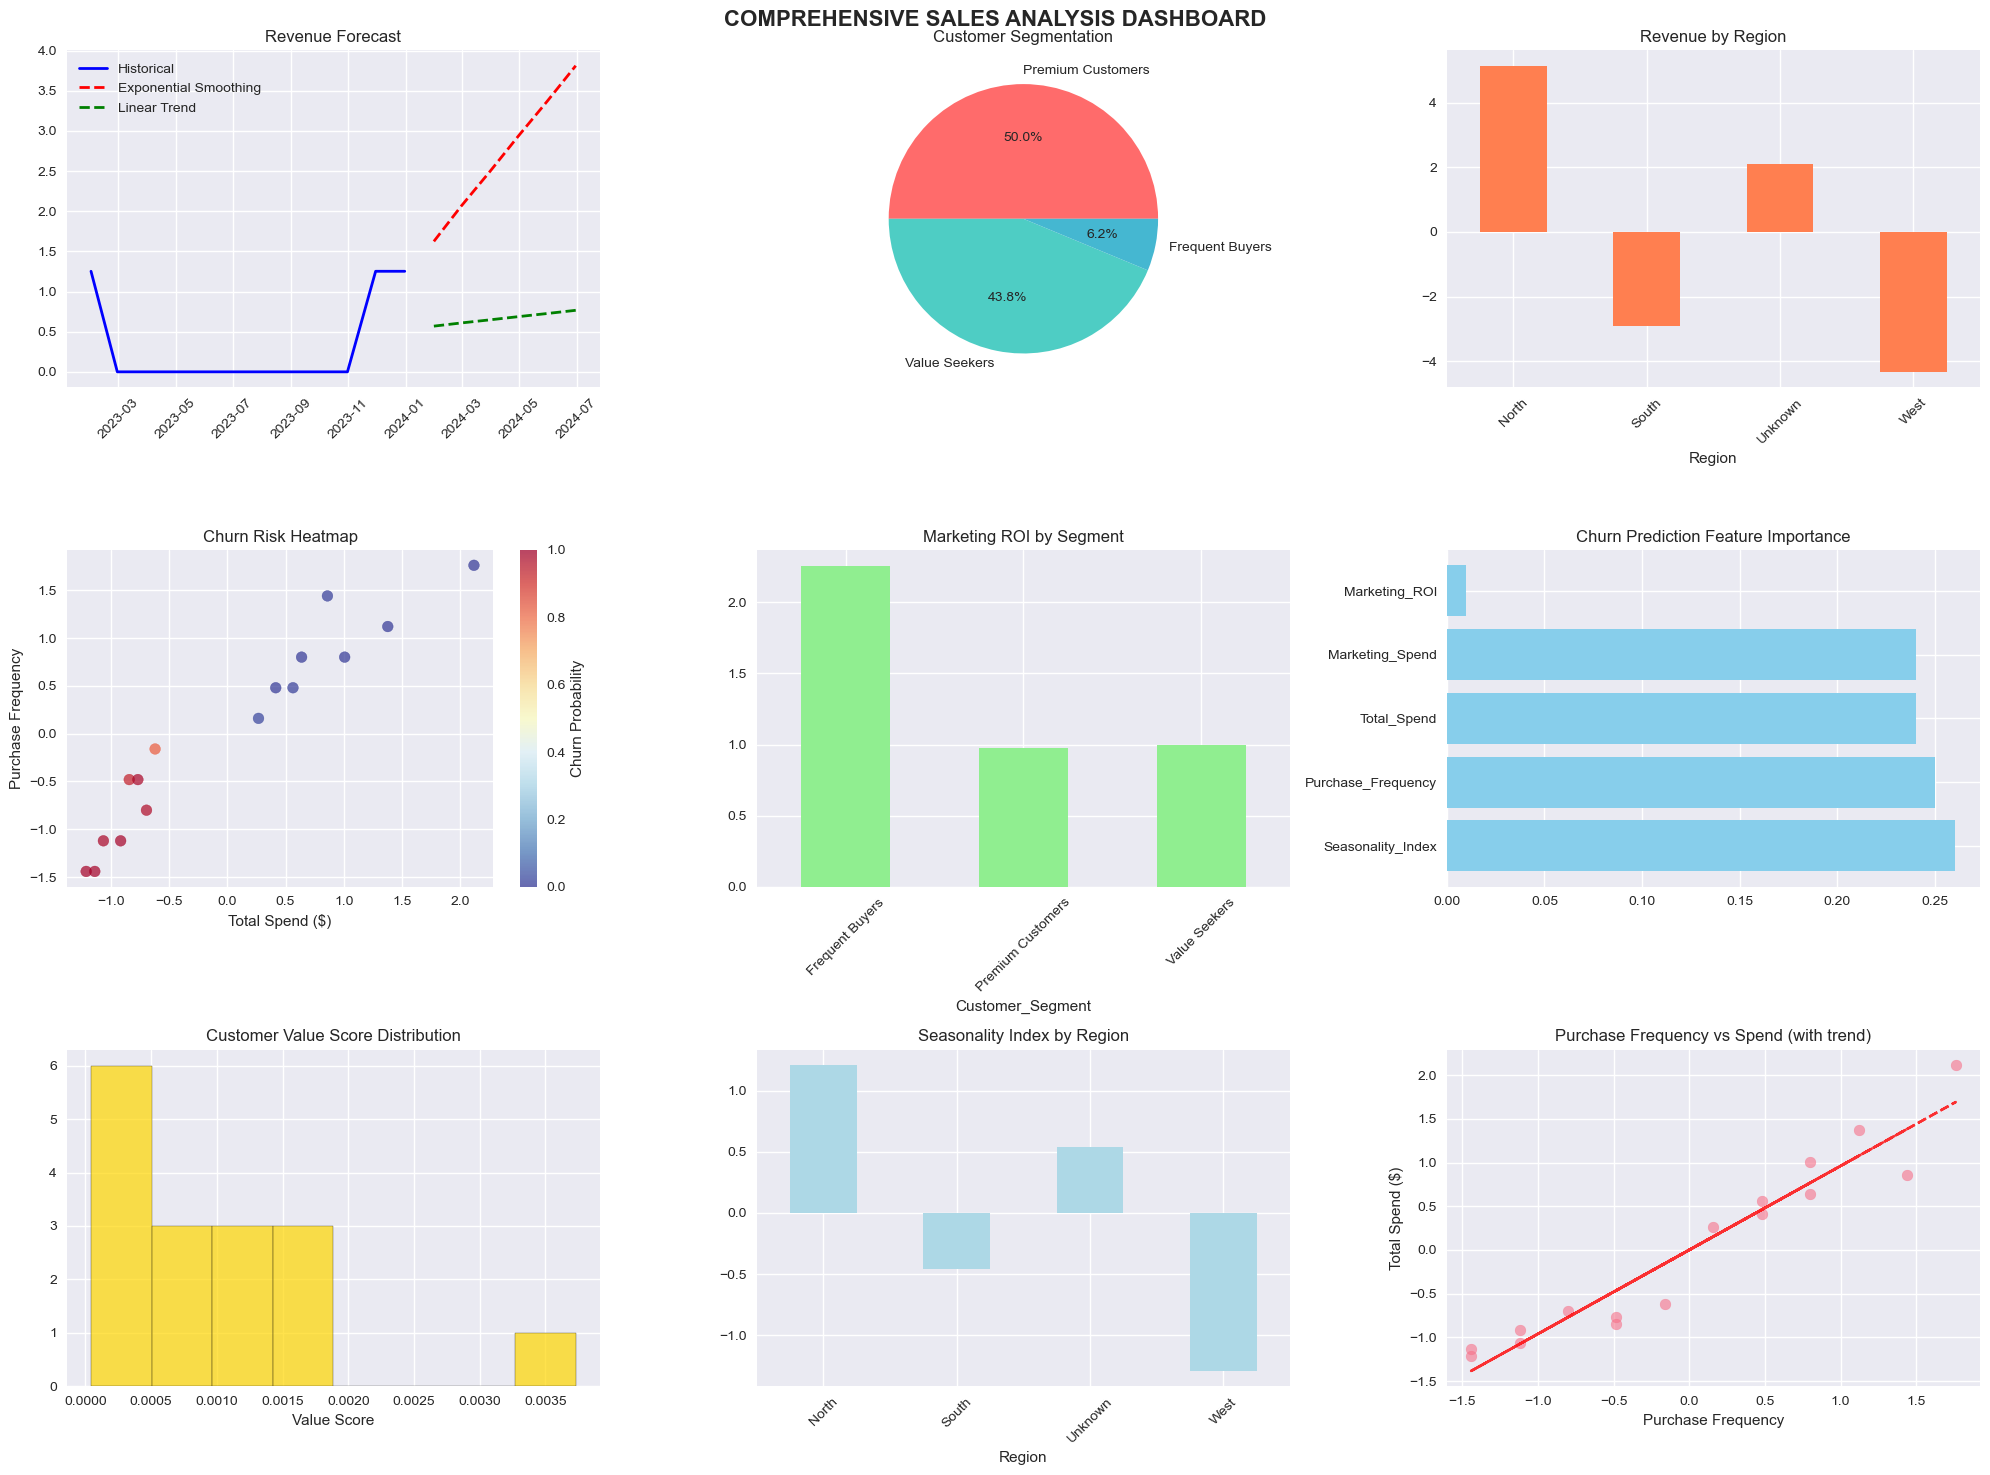 COMPREHENSIVE SALES ANALYSIS DASHBOARD
Revenue Forecast
4.0
3.5
3.0
2.5
2.0
1.5
1.0
0.5
0.0
Historical
Exponential Smoothing
Linear Trend
2023-03
2023-05
2023-07
2023-09
2023-11
2024-01
2024-03
2024-05
2024-07
Customer Segmentation
Premium Customers
50.0%
6.2%
Frequent Buyers
43.8%
Value Seekers
Revenue by Region
4
2
0
−2
−4
North
South
Unknown
West
Region
Churn Risk Heatmap
Purchase Frequency
1.5
1.0
0.5
0.0
−0.5
−1.0
−1.5
−1.0
−0.5
0.0
0.5
1.0
1.5
2.0
Total Spend ($)
1.0
0.8
0.6
0.4
0.2
0.0
Churn Probability
Marketing ROI by Segment
2.0
1.5
1.0
0.5
0.0
Frequent Buyers
Premium Customers
Value Seekers
Customer_Segment
Churn Prediction Feature Importance
Marketing_ROI
Marketing_Spend
Total_Spend
Purchase_Frequency
Seasonality_Index
0.00
0.05
0.10
0.15
0.20
0.25
Customer Value Score Distribution
6
5
4
3
2
1
0
0.0000
0.0005
0.0010
0.0015
0.0020
0.0025
0.0030
0.0035
Value Score
Seasonality Index by Region
1.0
0.5
0.0
−0.5
−1.0
North
South
Unknown
West
Region
Purchase Frequency vs Spend (with trend)
Total Spend ($)
2.0
1.5
1.0
0.5
0.0
−0.5
−1.0
−1.5
−1.5
−1.0
−0.5
0.0
0.5
1.0
1.5
Purchase Frequency